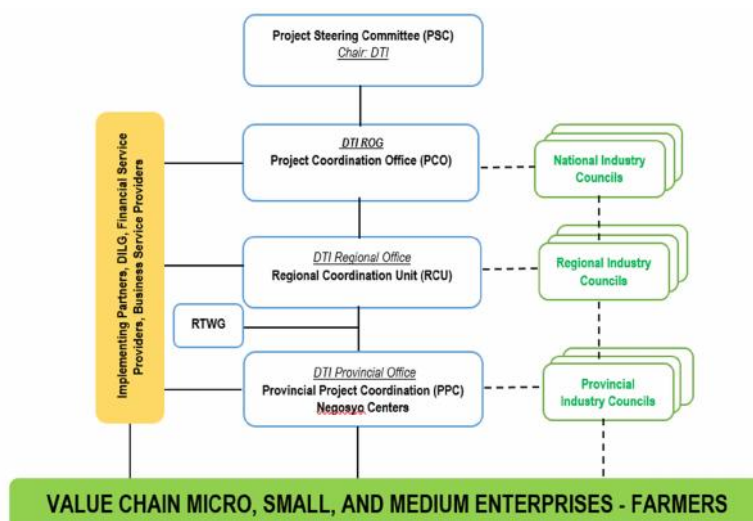 Project Steering Committee (PSC)
Chair: DTI
Implementing Partners, DILG, Financial Service
Providers, Business Service Providers
DTI ROG
Project Coordination Office (PCO)
National Industry
Councils
DTI Regional Office
Regional Coordination Unit (RCU)
Regional Industry
Councils
RTWG
DTI Provincial Office
Provincial Project Coordination (PPC)
Negosyo Centers
Provincial
Industry Councils
VALUE CHAIN MICRO, SMALL, AND MEDIUM ENTERPRISES - FARMERS